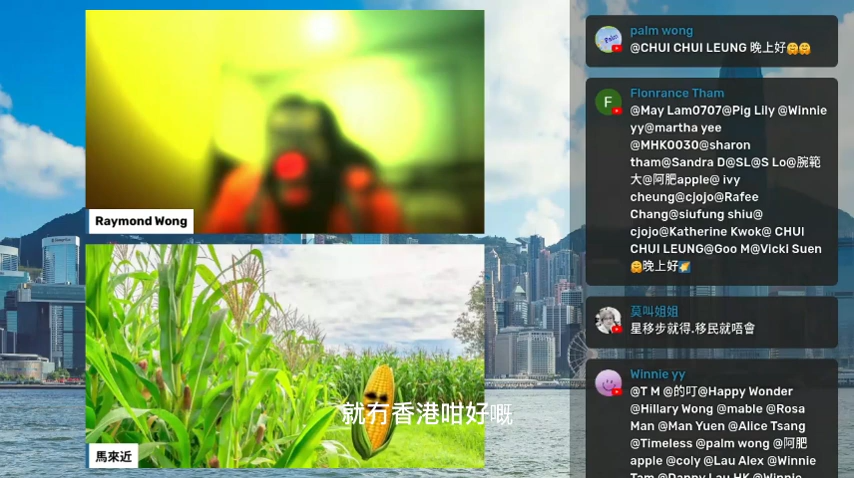 Raymond Wong
馬來近
就冇香港咁好嘅
palm wong
@CHUI CHUI LEUNG 晚上好🤗🤗
Flonrance Tham
@May Lam0707@Pig Lily @Winnie
yy@martha yee
@MHK0030@sharon
tham@Sandra D@SL@S Lo@腕範
大@阿肥apple@ ivy
cheung@cjojo@Rafee
Chang@siufung shiu@
cjojo@Katherine Kwok@ CHUI
CHUI LEUNG@Goo M@Vicki Suen
🤗晚上好🌠
莫叫姐姐
星移步就得.移民就唔會
Winnie yy
@T M @的叮@Happy Wonder
@Hillary Wong @mable @Rosa
Man @Man Yuen @Alice Tsang
@Timeless @palm wong @阿肥
apple @coly @Lau Alex @Winnie
Tam @Danny Lau HK @Winnie